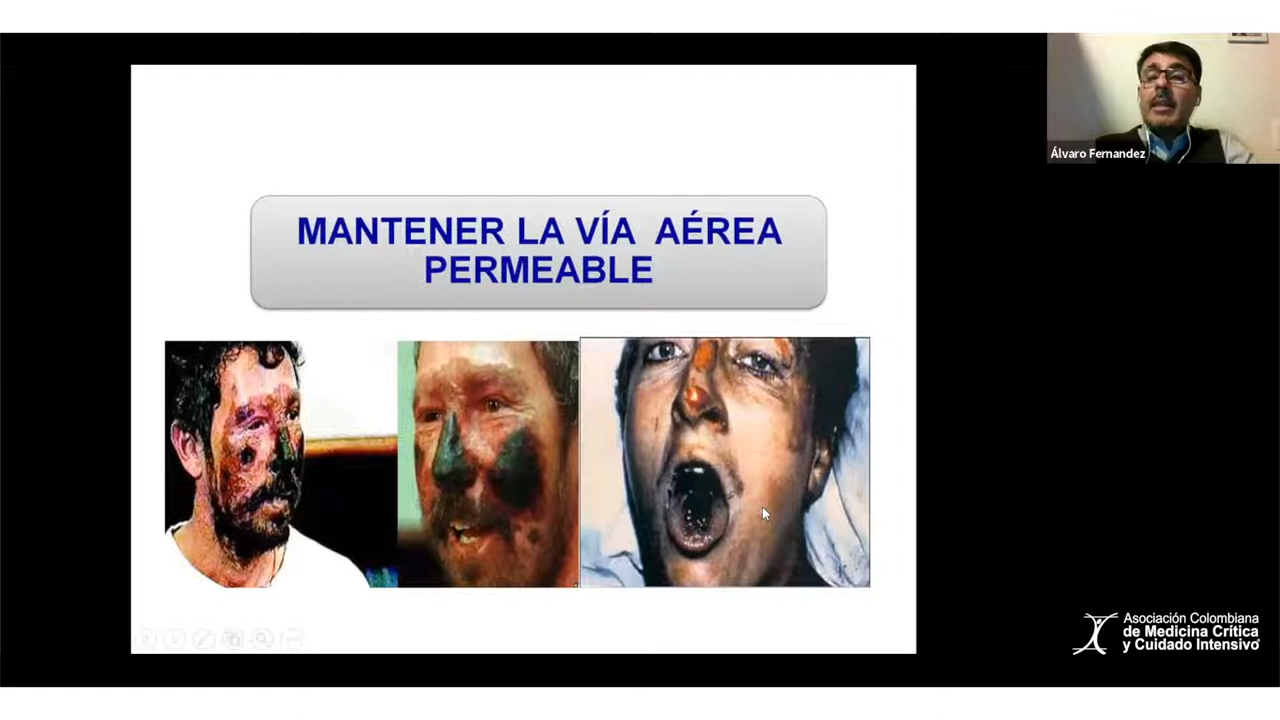 MANTENER LA VÍA AÉREA
PERMEABLE
Álvaro Fernandez
Asociación Colombiana
de Medicina Crítica
y Cuidado Intensivo